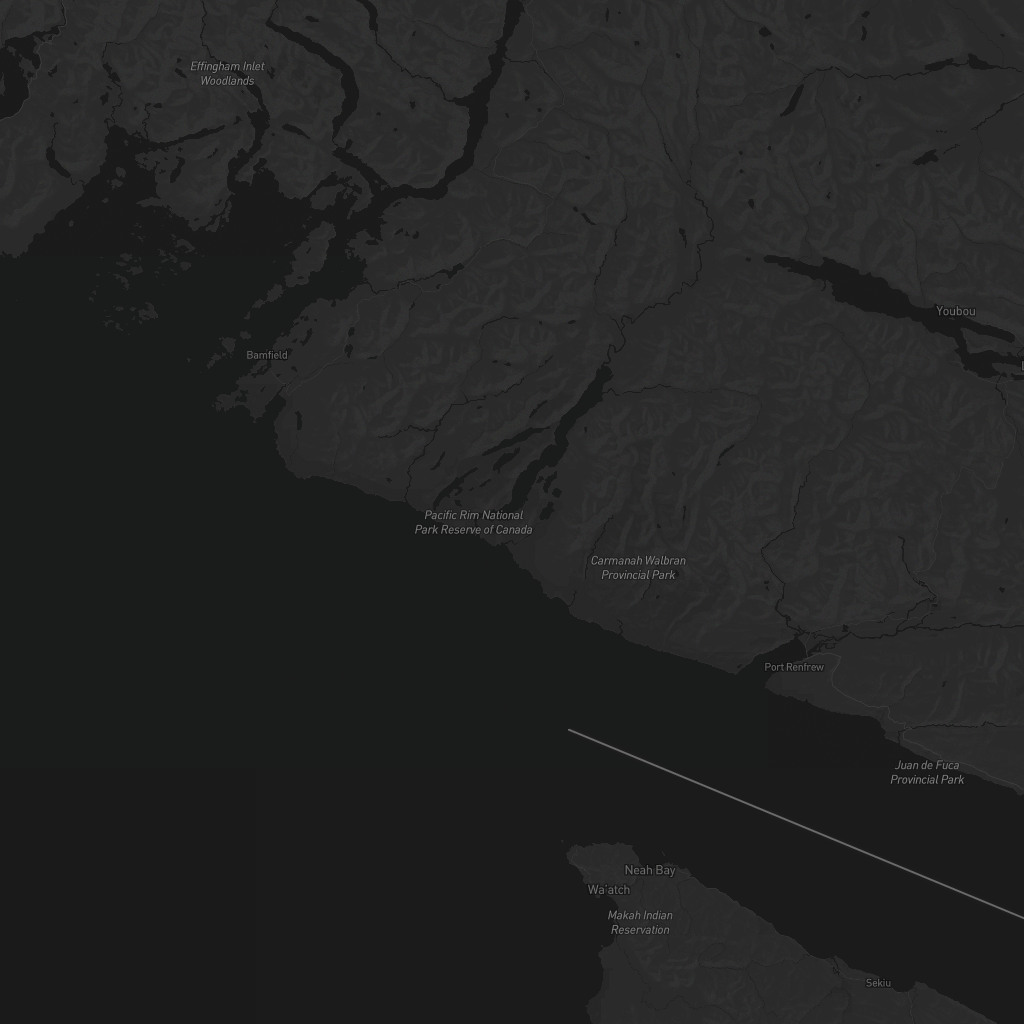 Effingham Inlet
Woodlands
Youbou
Bamfield
Pacific Rim National
Park Reserve of Canada
Carmanah Walbran
Provincial Park
Port Renfrew
Juan de Fuca
Provincial Park
Neah Bay
Wa'atch
Makah Indian
Reservation
Sekiu